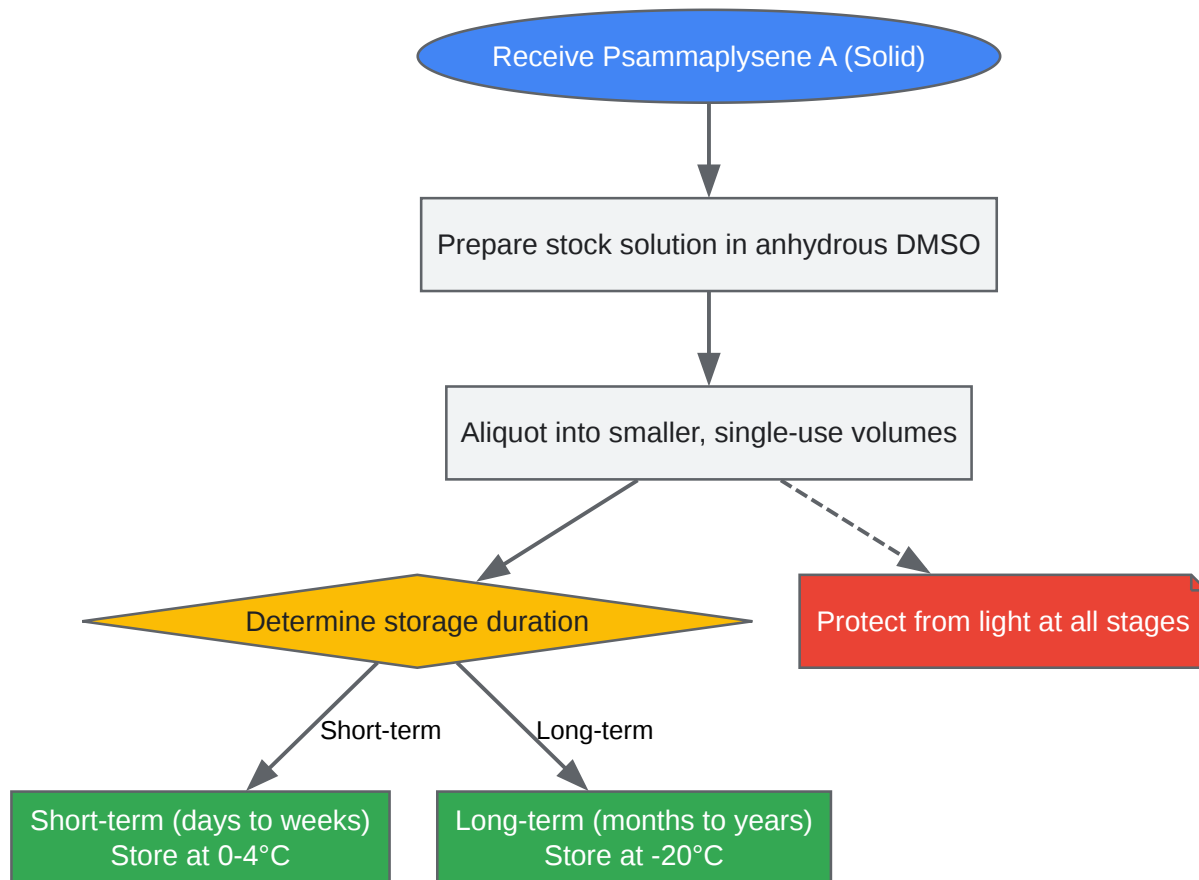 Receive Psammaplysene A (Solid)
Prepare stock solution in anhydrous DMSO
Aliquot into smaller, single-use volumes
Determine storage duration
Protect from light at all stages
Short-term
Long-term
Short-term (days to weeks)
Store at 0-4°C
Long-term (months to years)
Store at -20°C